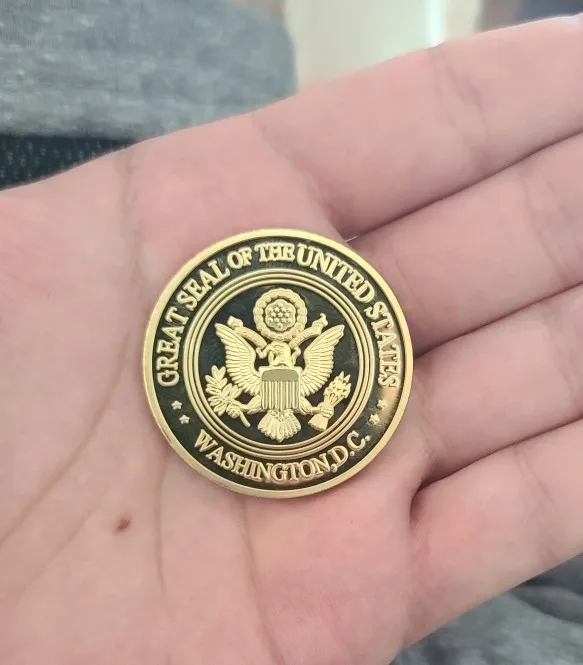 GREAT SEAL OF THE UNITED STATES
WASHINGTON, D.C.